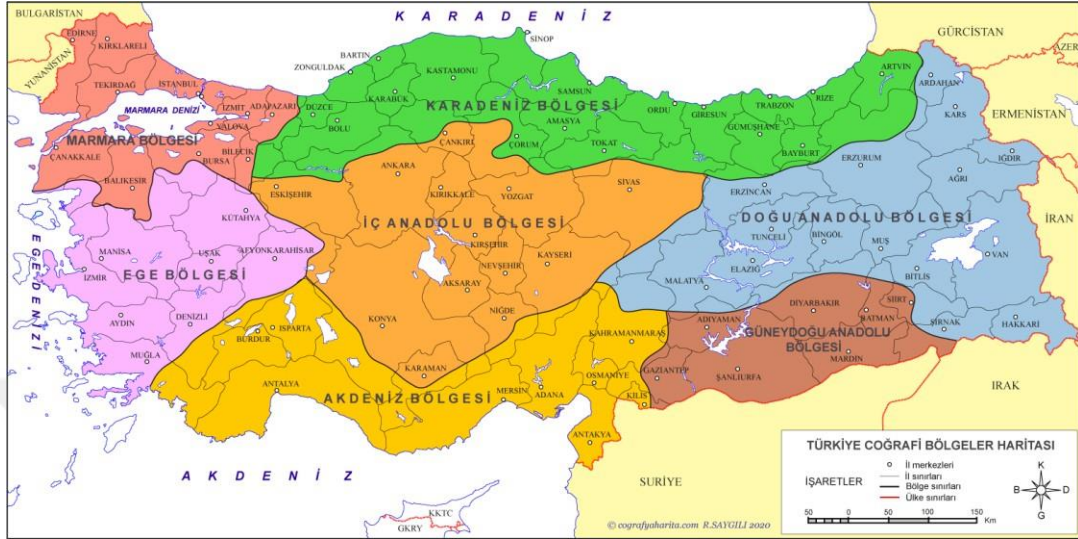 BULGARİSTAN
K A R A D E N İ Z
GÜRCİSTAN
AZER
ERMENİSTAN
İRAN
IRAK
SURİYE
YUNANİSTAN
E G E D E N İ Z İ
A K D E N İ Z
MARMARA DENİZİ
KKTC
GKRY
MARMARA BÖLGESİ
EDİRNE
KIRKLARELİ
TEKİRDAĞ
İSTANBUL
İZMİT
ADAPAZARI
YALOVA
ÇANAKKALE
BURSA
BİLECİK
BALIKESİR
KARADENİZ BÖLGESİ
SİNOP
BARTIN
ZONGULDAK
KASTAMONU
KARABÜK
DÜZCE
BOLU
SAMSUN
AMASYA
ÇORUM
TOKAT
ORDU
GİRESUN
TRABZON
RİZE
ARTVİN
GÜMÜŞHANE
BAYBURT
İÇ ANADOLU BÖLGESİ
ÇANKIRI
ANKARA
ESKİŞEHİR
KIRIKKALE
YOZGAT
SİVAS
KIRŞEHİR
NEVŞEHİR
KAYSERİ
AKSARAY
NİĞDE
KONYA
KARAMAN
DOĞU ANADOLU BÖLGESİ
ARDAHAN
KARS
IĞDIR
ERZURUM
AĞRI
ERZİNCAN
TUNCELİ
BİNGÖL
MUŞ
VAN
ELAZIĞ
BİTLİS
MALATYA
ŞIRNAK
HAKKARİ
EGE BÖLGESİ
KÜTAHYA
MANİSA
UŞAK
AFYONKARAHİSAR
İZMİR
AYDIN
DENİZLİ
MUĞLA
AKDENİZ BÖLGESİ
ISPARTA
BURDUR
ANTALYA
MERSİN
ADANA
OSMANİYE
KAHRAMANMARAŞ
ANTAKYA
KİLİS
GÜNEYDOĞU ANADOLU
BÖLGESİ
DİYARBAKIR
SİİRT
BATMAN
ADIYAMAN
MARDİN
GAZİANTEP
ŞANLIURFA
TÜRKİYE COĞRAFİ BÖLGELER HARİTASI
İŞARETLER
İl merkezleri
İl sınırları
Bölge sınırları
Ülke sınırları
K
B D
G
50 0 50 100 150
Km
© cografyaharita.com R.SAYGILI 2020